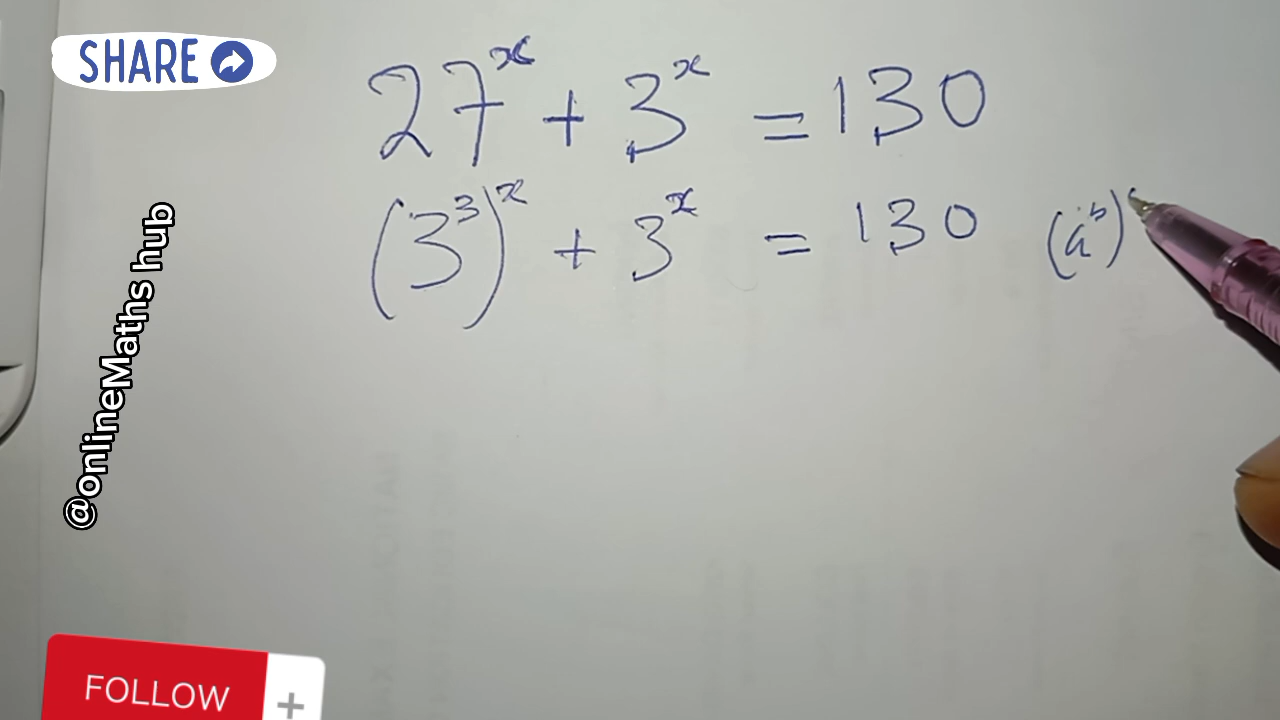 SHARE
27^x + 3^x = 130
(3^3)^x + 3^x = 130 (a^b)
@onlineMaths hub
FOLLOW +